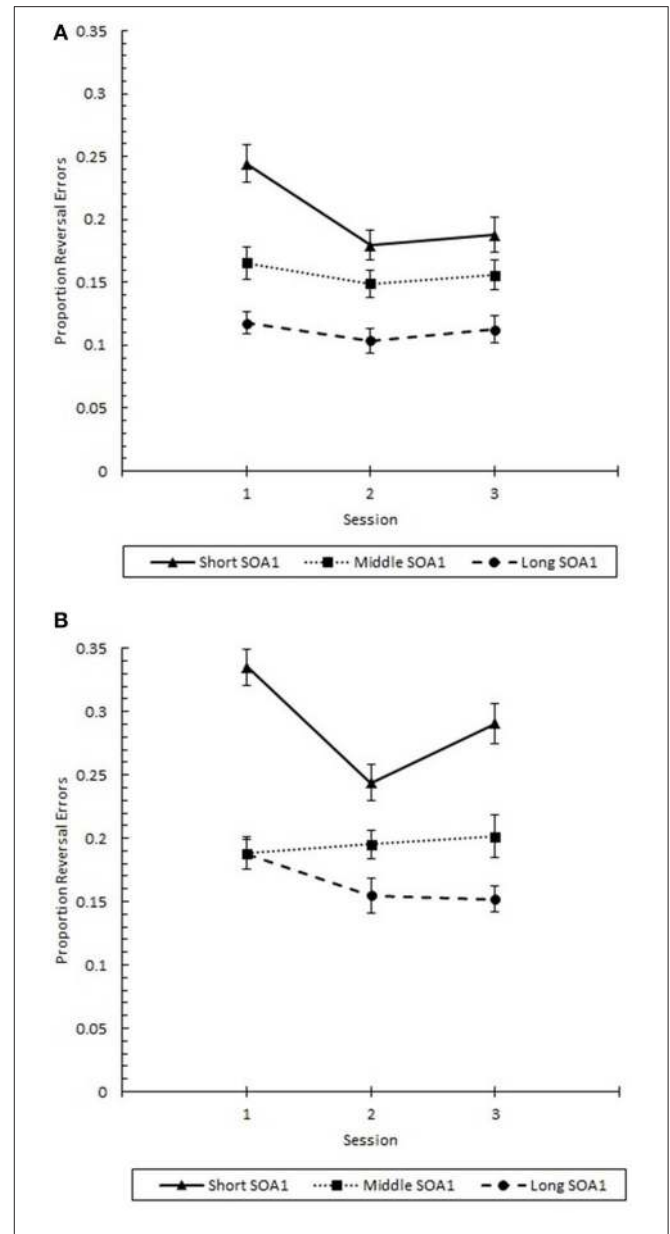 A
0.35
0.3
0.25
0.2
0.15
0.1
0.05
0
Proportion Reversal Errors
1 2 3
Session
Short SOA1 Middle SOA1 Long SOA1
B
0.35
0.3
0.25
0.2
0.15
0.1
0.05
0
Proportion Reversal Errors
1 2 3
Session
Short SOA1 Middle SOA1 Long SOA1